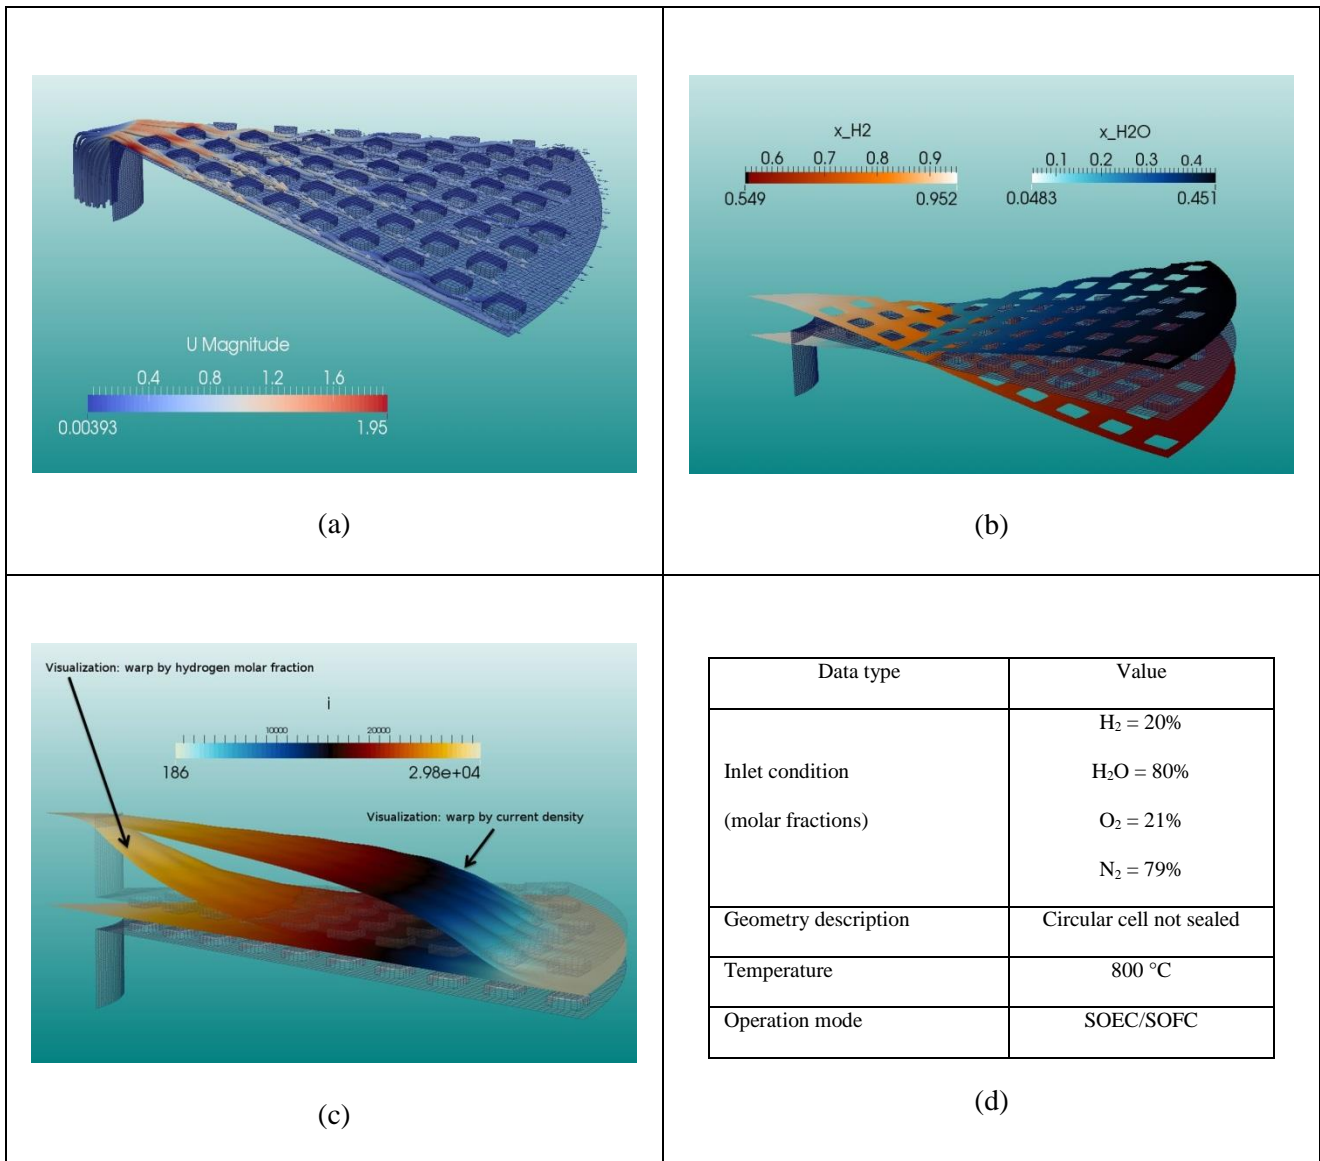 U Magnitude
0.4 0.8 1.2 1.6
0.00393 1.95
(a)
x_H2 x_H2O
0.6 0.7 0.8 0.9 0.1 0.2 0.3 0.4
0.549 0.952 0.0483 0.451
(b)
Visualization: warp by hydrogen molar fraction
i
10000 20000
186 2.98e+04
Visualization: warp by current density
(c)
Data type Value
Inlet condition
(molar fractions)
H₂ = 20%
H₂O = 80%
O₂ = 21%
N₂ = 79%
Geometry description Circular cell not sealed
Temperature 800 °C
Operation mode SOEC/SOFC
(d)